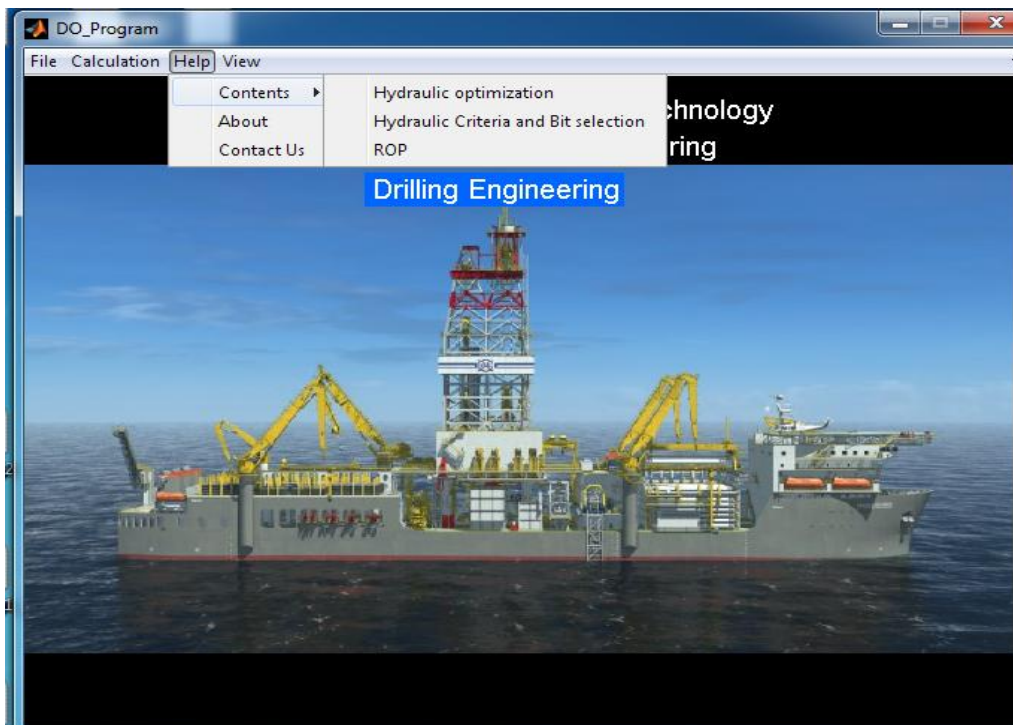 DO_Program
File Calculation Help View
Contents Hydraulic optimization
About Hydraulic Criteria and Bit selection
Contact Us ROP
hnology
ring
Drilling Engineering